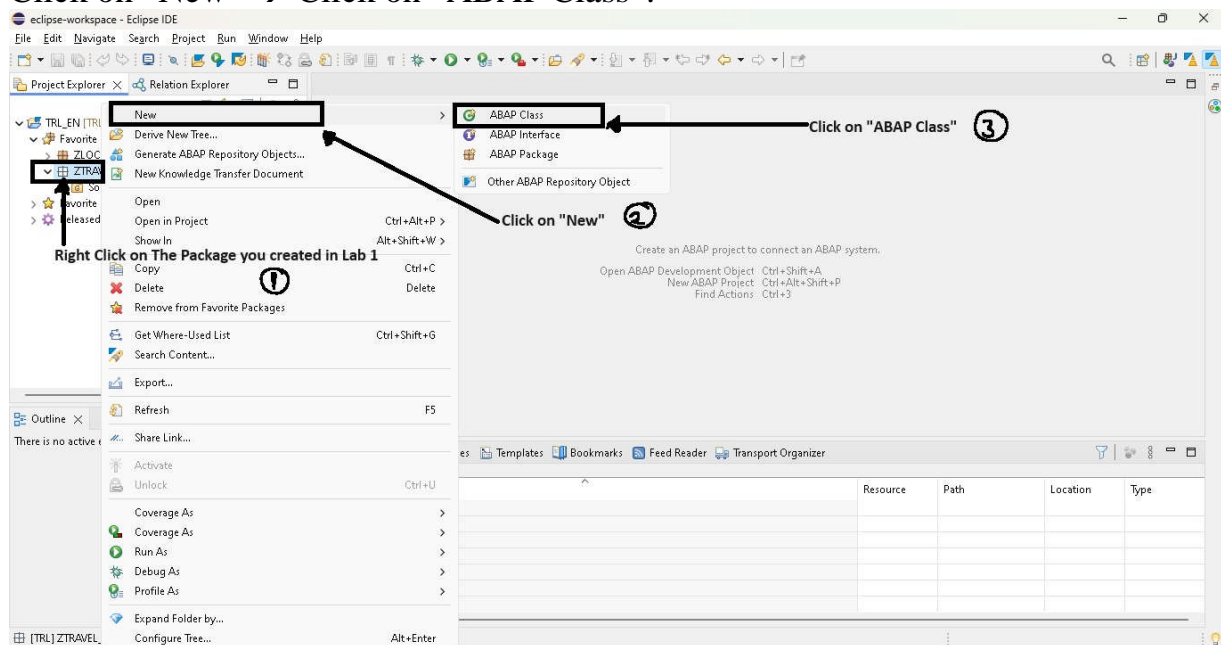 Click on "New" → Click on "ABAP Class".
eclipse-workspace - Eclipse IDE
File Edit Navigate Search Project Run Window Help
Project Explorer Relation Explorer
TRL_EN [TRL
Favorite
ZLOC
ZTRAV
So
Favorite
Released
New
Derive New Tree...
Generate ABAP Repository Objects...
New Knowledge Transfer Document
Open
Open in Project Ctrl+Alt+P >
Show In Alt+Shift+W >
Copy Ctrl+C
Delete Delete
Remove from Favorite Packages
Get Where-Used List Ctrl+Shift+G
Search Content...
Export...
Refresh F5
Share Link...
Activate
Unlock Ctrl+U
Coverage As >
Coverage As >
Run As >
Debug As >
Profile As >
Expand Folder by...
Configure Tree... Alt+Enter
ABAP Class
ABAP Interface
ABAP Package
Other ABAP Repository Object
Click on "ABAP Class" 3
Click on "New" 2
Right Click on The Package you created in Lab 1
1
Create an ABAP project to connect an ABAP system.
Open ABAP Development Object Ctrl+Shift+A
New ABAP Project Ctrl+Alt+Shift+P
Find Actions Ctrl+3
Outline
There is no active e
es Templates Bookmarks Feed Reader Transport Organizer
Resource Path Location Type
[TRL] ZTRAVEL_